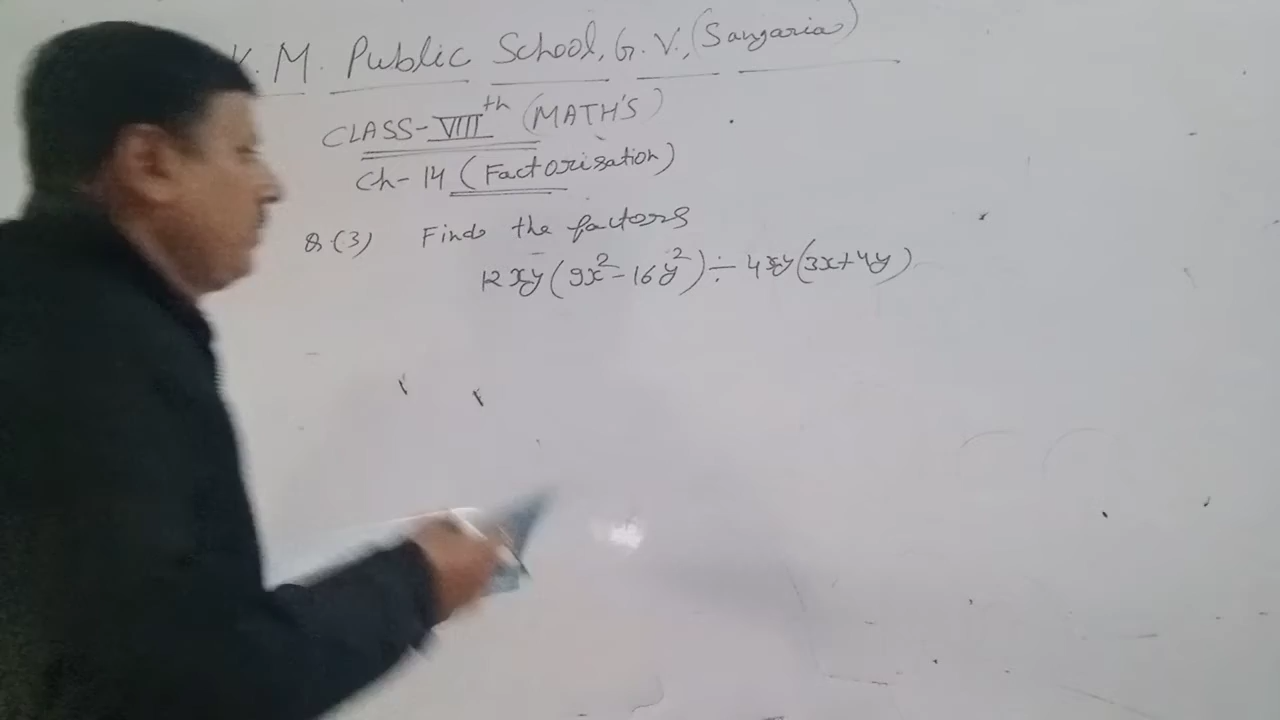 K. M. Public School, G. V., (Sangaria)
CLASS-VIII th (MATH'S)
Ch-14 (Factorisation)
Q(3) Find the factors
12xy(9x²-16y²)÷4xy(3x+4y)